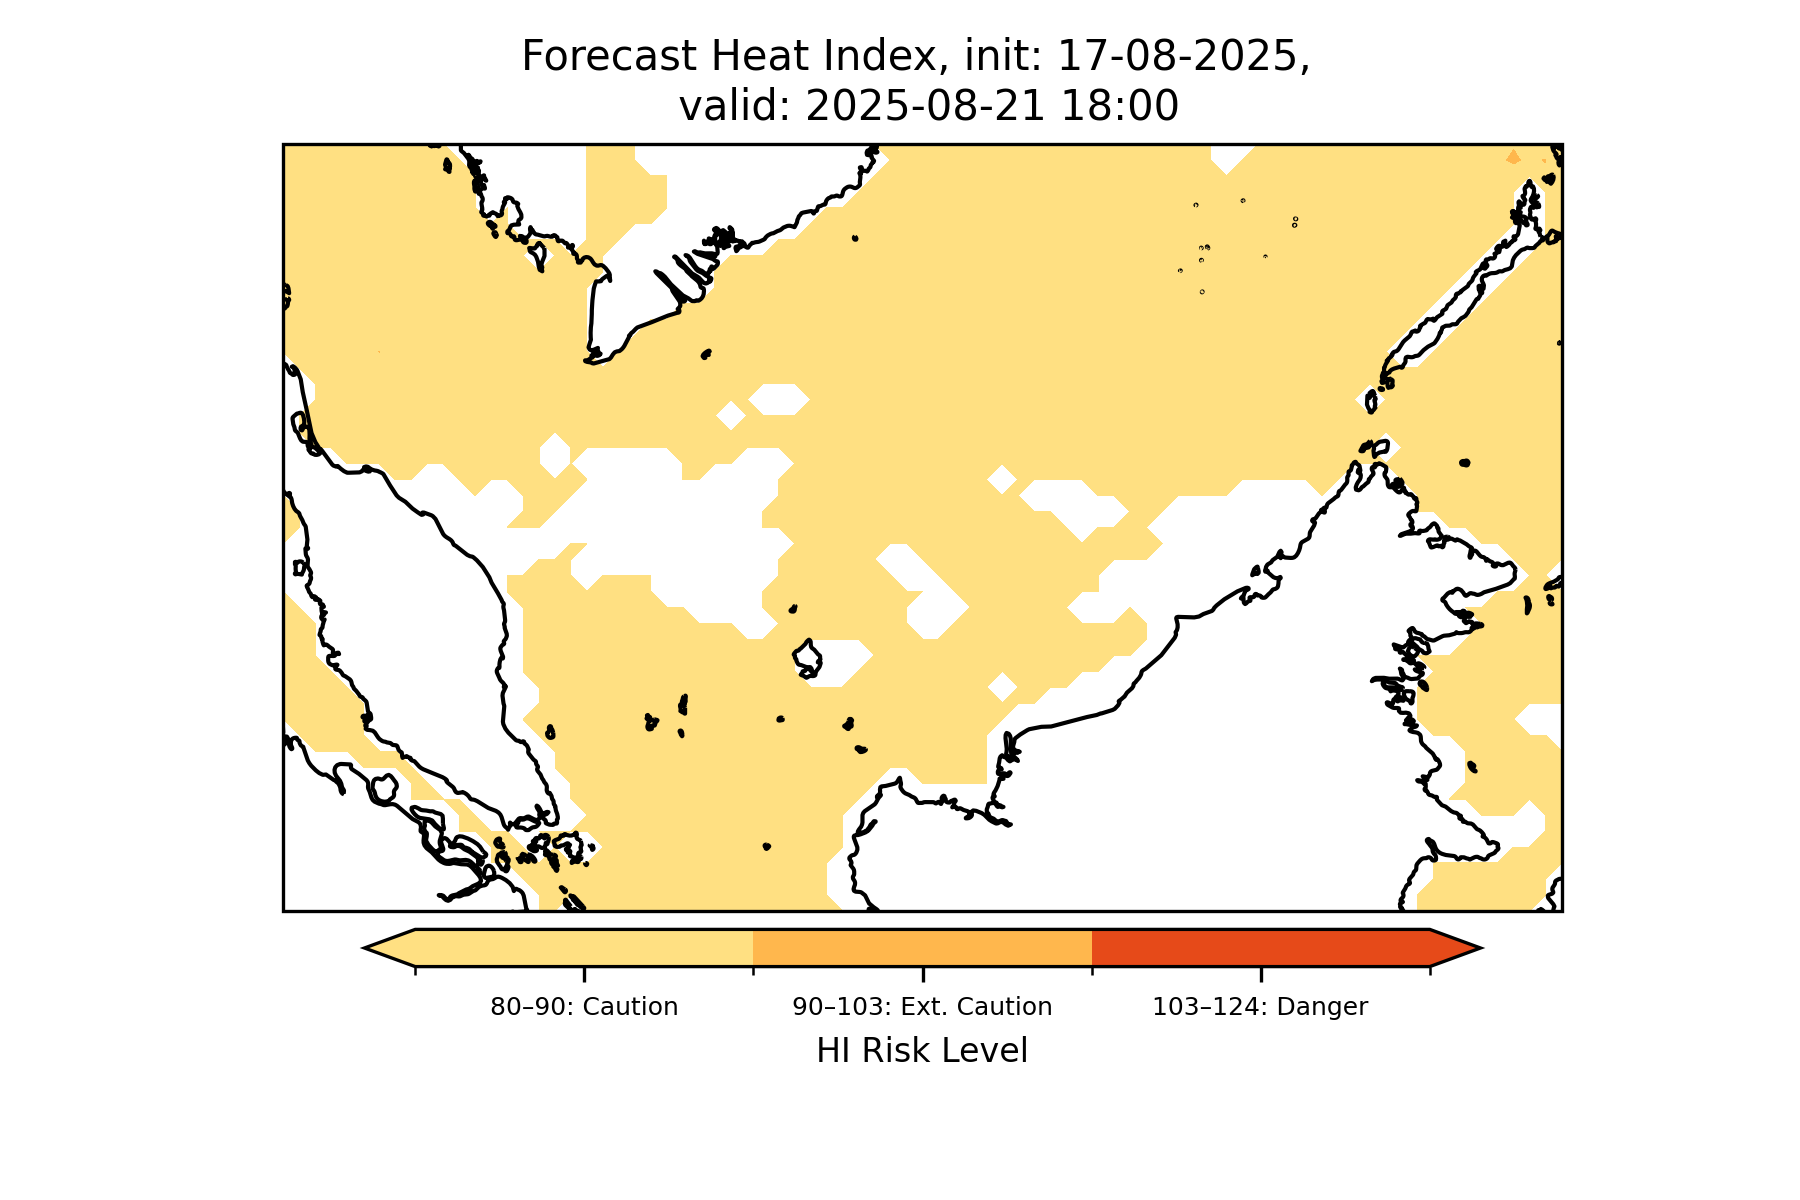 Forecast Heat Index, init: 17-08-2025,
valid: 2025-08-21 18:00
80–90: Caution
90–103: Ext. Caution
103–124: Danger
HI Risk Level